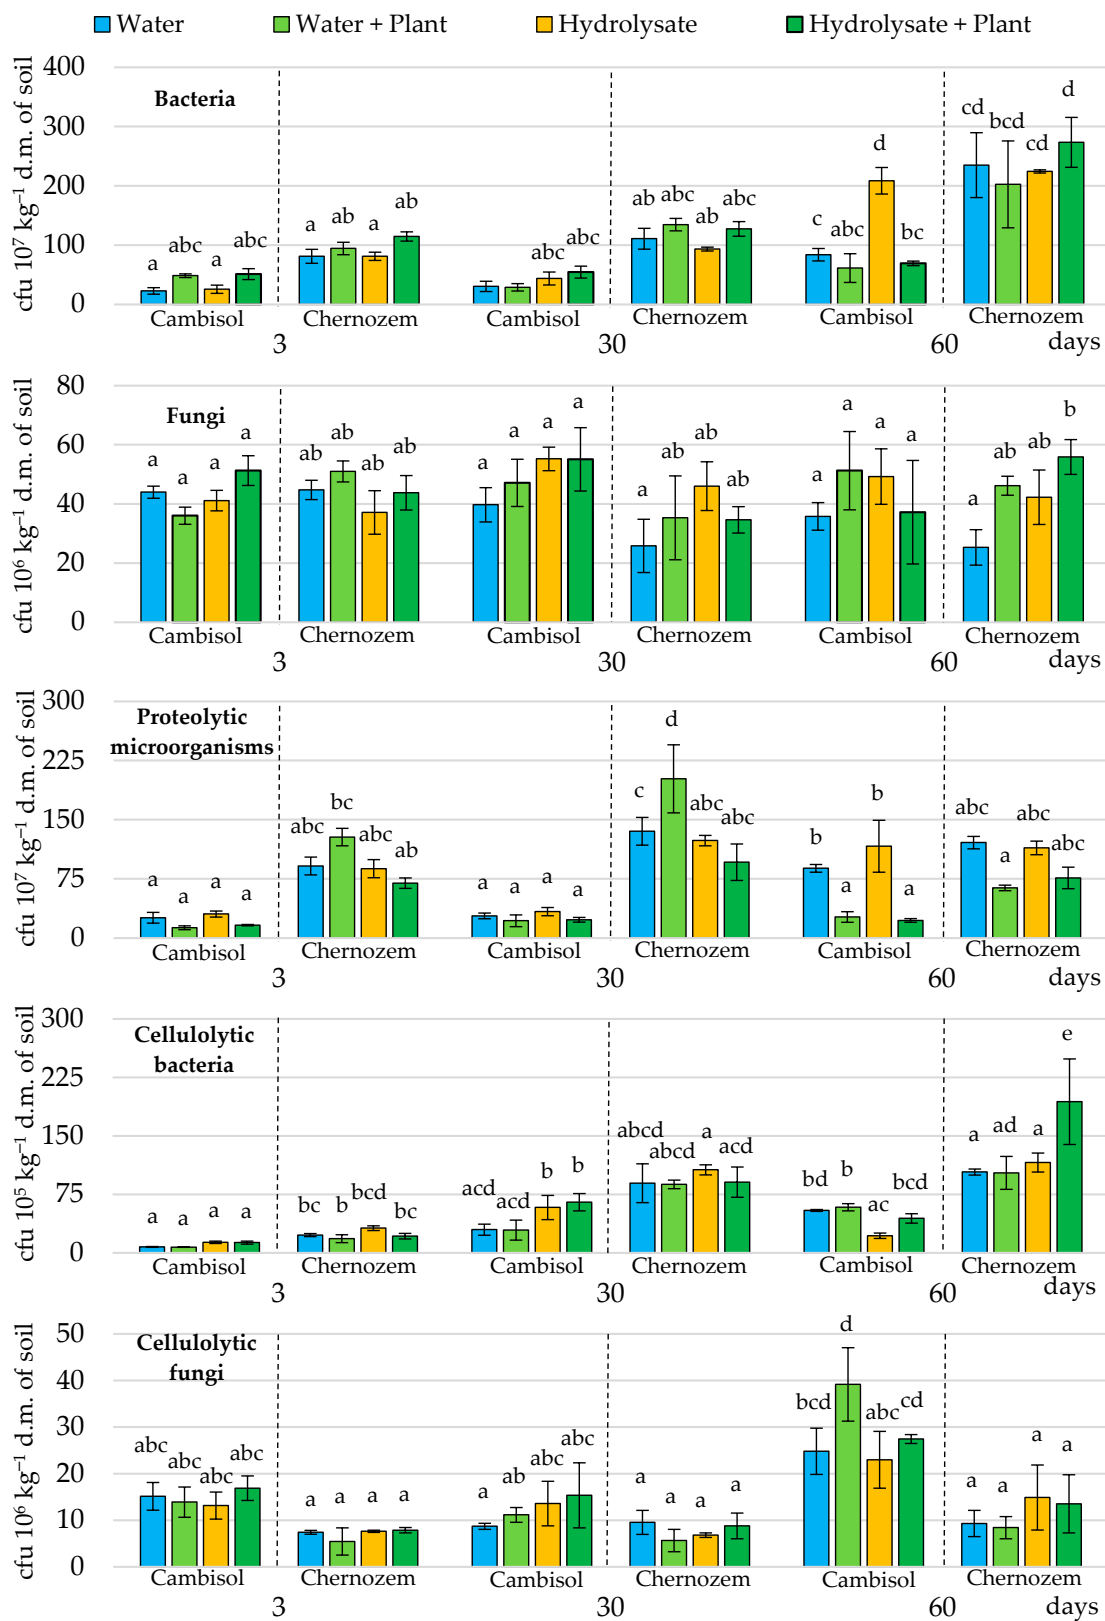 Water Water + Plant Hydrolysate Hydrolysate + Plant
cfu 10⁷ kg⁻¹ d.m. of soil
400
300
200
100
0
Bacteria
a abc a abc
a ab a ab
abc abc
ab abc ab abc
c abc d bc
cd bcd cd d
Cambisol Chernozem Cambisol Chernozem Cambisol Chernozem
3 30 60 days
cfu 10⁶ kg⁻¹ d.m. of soil
80
60
40
20
0
Fungi
a a a a
ab ab ab ab
a a a a
a ab ab ab
a a a a
a ab ab b
Cambisol Chernozem Cambisol Chernozem Cambisol Chernozem
3 30 60 days
cfu 10⁷ kg⁻¹ d.m. of soil
300
225
150
75
0
Proteolytic
microorganisms
a a a a
abc bc abc ab
a a a a
c d abc abc
b a b a
abc a abc abc
Cambisol Chernozem Cambisol Chernozem Cambisol Chernozem
3 30 60 days
cfu 10⁵ kg⁻¹ d.m. of soil
300
225
150
75
0
Cellulolytic
bacteria
a a a a
bc b bcd bc
acd acd b b
abcd abcd a acd
bd b ac bcd
a ad a e
Cambisol Chernozem Cambisol Chernozem Cambisol Chernozem
3 30 60 days
cfu 10⁶ kg⁻¹ d.m. of soil
50
40
30
20
10
0
Cellulolytic
fungi
abc abc abc abc
a a a a
a ab abc abc
a a a a
bcd d abc cd
a a a a
Cambisol Chernozem Cambisol Chernozem Cambisol Chernozem
3 30 60 days